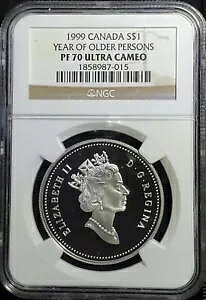 1999 CANADA S$1
YEAR OF OLDER PERSONS
PF 70 ULTRA CAMEO
1858987-015
NGC
ELIZABETH II D·G·REGINA